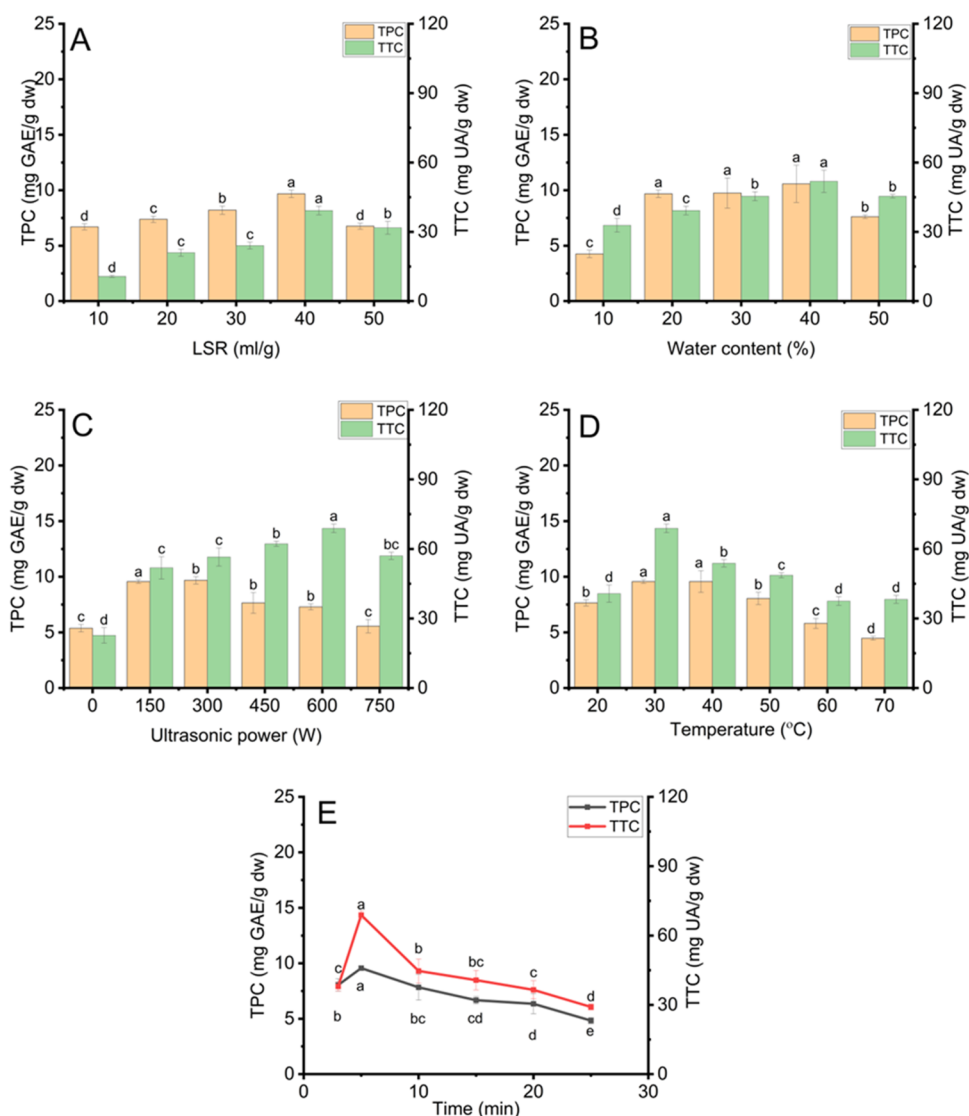 A
TPC
TTC
TPC (mg GAE/g dw)
TTC (mg UA/g dw)
25
20
15
10
5
0
120
90
60
30
0
d
d
c
c
b
c
a
a
d
b
10
20
30
40
50
LSR (ml/g)
B
TPC
TTC
TPC (mg GAE/g dw)
TTC (mg UA/g dw)
25
20
15
10
5
0
120
90
60
30
0
c
d
a
c
a
b
a
a
b
b
10
20
30
40
50
Water content (%)
C
TPC
TTC
TPC (mg GAE/g dw)
TTC (mg UA/g dw)
25
20
15
10
5
0
120
90
60
30
0
c
d
a
c
a
c
b
b
b
a
c
bc
0
150
300
450
600
750
Ultrasonic power (W)
D
TPC
TTC
TPC (mg GAE/g dw)
TTC (mg UA/g dw)
25
20
15
10
5
0
120
90
60
30
0
b
d
a
a
a
b
b
c
c
d
d
d
20
30
40
50
60
70
Temperature (°C)
E
TPC
TTC
TPC (mg GAE/g dw)
TTC (mg UA/g dw)
25
20
15
10
5
0
120
90
60
30
0
c
a
b
bc
c
d
b
a
bc
cd
d
e
0
10
20
30
Time (min)